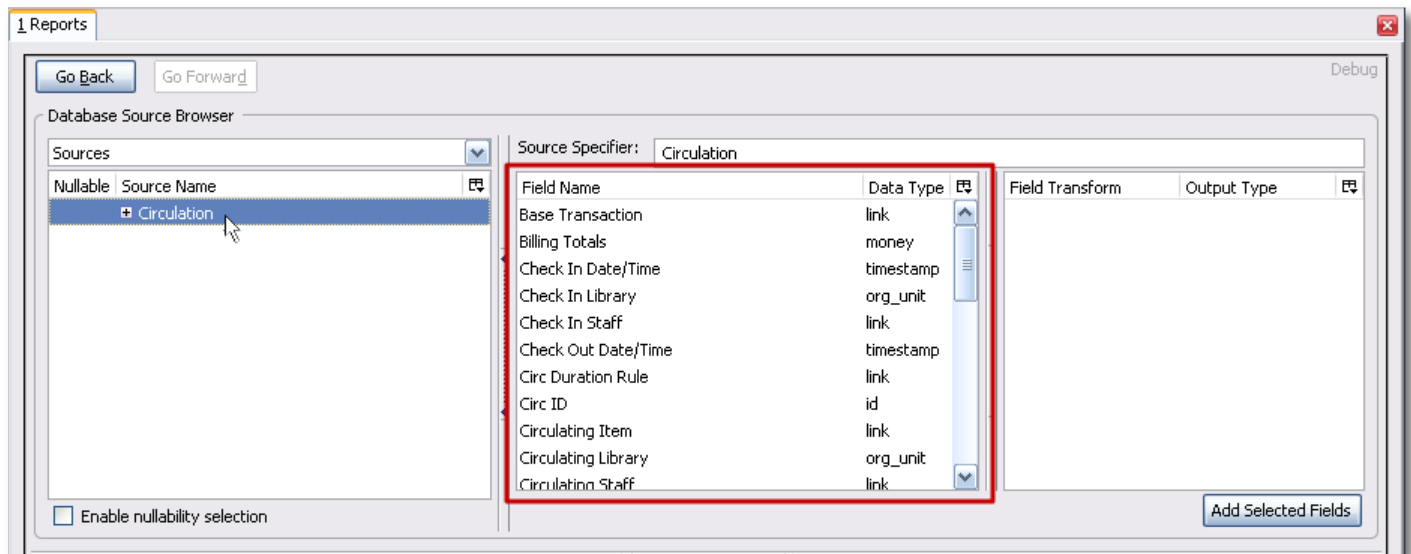 1 Reports
Go Back Go Forward Debug
Database Source Browser
Sources
Source Specifier: Circulation
Nullable Source Name
Circulation
Field Name Data Type
Base Transaction link
Billing Totals money
Check In Date/Time timestamp
Check In Library org_unit
Check In Staff link
Check Out Date/Time timestamp
Circ Duration Rule link
Circ ID id
Circulating Item link
Circulating Library org_unit
Circulating Staff link
Field Transform Output Type
Enable nullability selection
Add Selected Fields